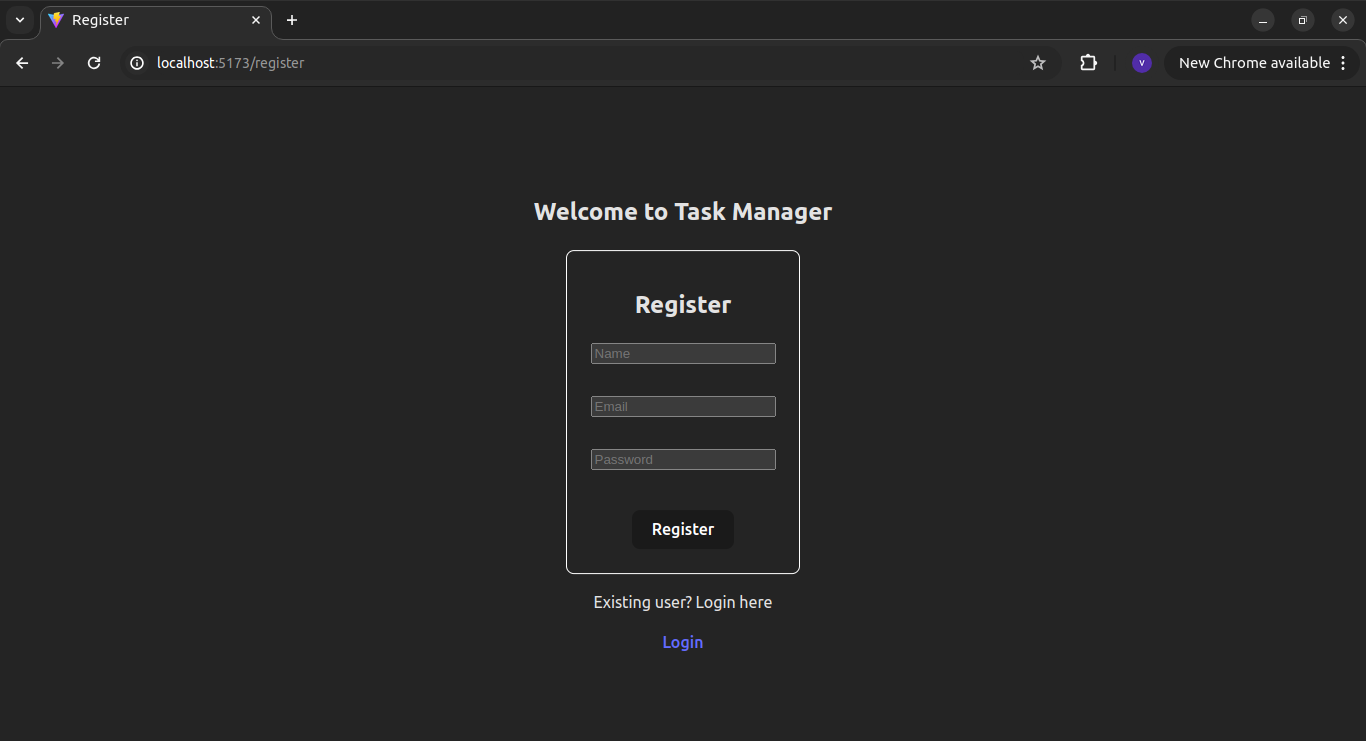 Register
localhost:5173/register
V
New Chrome available
Welcome to Task Manager
Register
Name
Email
Password
Register
Existing user? Login here
Login